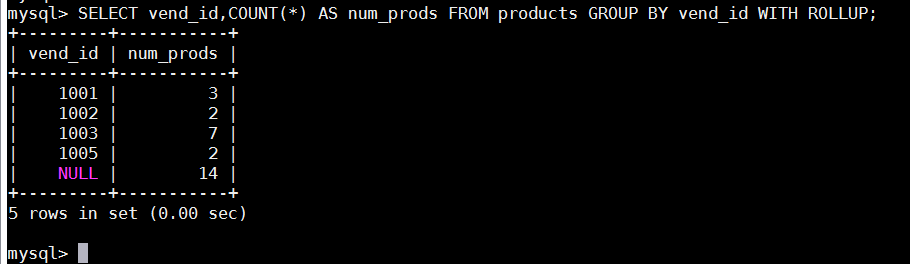 mysql> SELECT vend_id,COUNT(*) AS num_prods FROM products GROUP BY vend_id WITH ROLLUP;
+---------+-----------+
| vend_id | num_prods |
+---------+-----------+
|    1001 |         3 |
|    1002 |         2 |
|    1003 |         7 |
|    1005 |         2 |
|    NULL |        14 |
+---------+-----------+
5 rows in set (0.00 sec)
mysql>